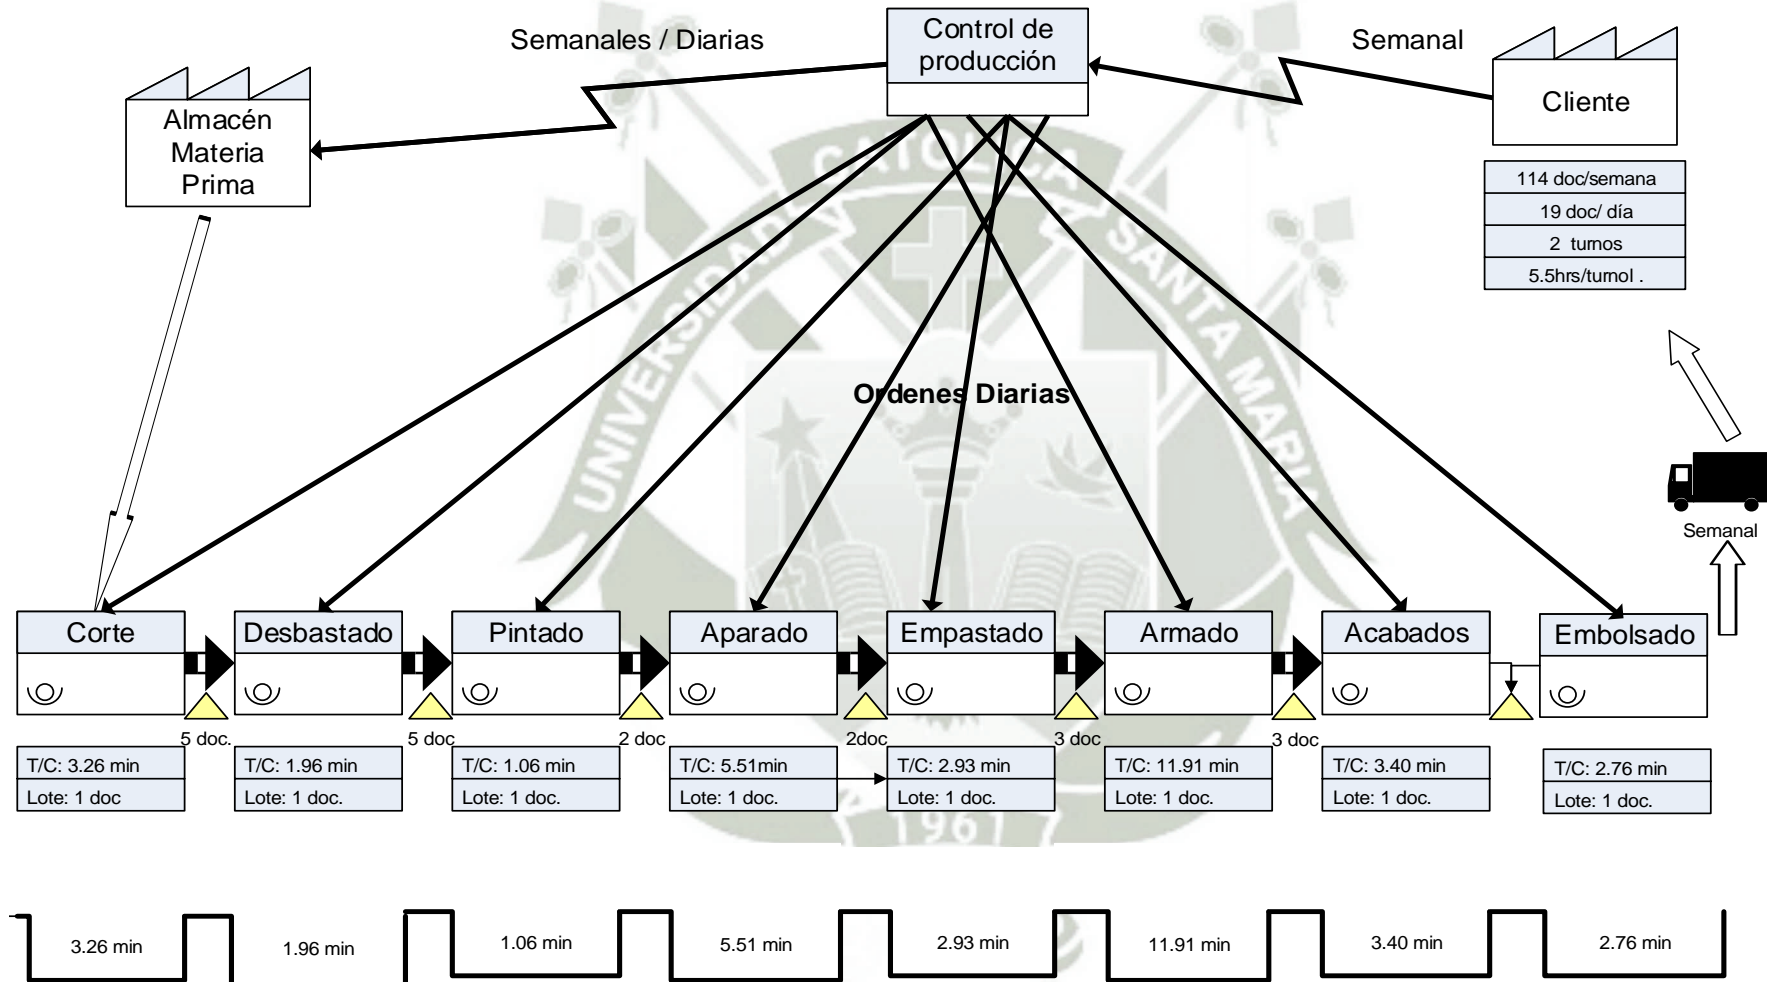 Semanales / Diarias
Control de
producción
Semanal
Cliente
Almacén
Materia
Prima
114 doc/semana
19 doc/ día
2 turnos
5.5hrs/turnol .
UNIVERSIDAD CATOLICA SANTA MARIA
Ordenes Diarias
Semanal
Corte
Desbastado
Pintado
Aparado
Empastado
Armado
Acabados
Embolsado
5 doc.
5 doc
2 doc
2doc
3 doc
3 doc
T/C: 3.26 min
Lote: 1 doc
T/C: 1.96 min
Lote: 1 doc.
T/C: 1.06 min
Lote: 1 doc.
T/C: 5.51min
Lote: 1 doc.
T/C: 2.93 min
Lote: 1 doc.
T/C: 11.91 min
Lote: 1 doc.
T/C: 3.40 min
Lote: 1 doc.
T/C: 2.76 min
Lote: 1 doc.
196
3.26 min
1.96 min
1.06 min
5.51 min
2.93 min
11.91 min
3.40 min
2.76 min